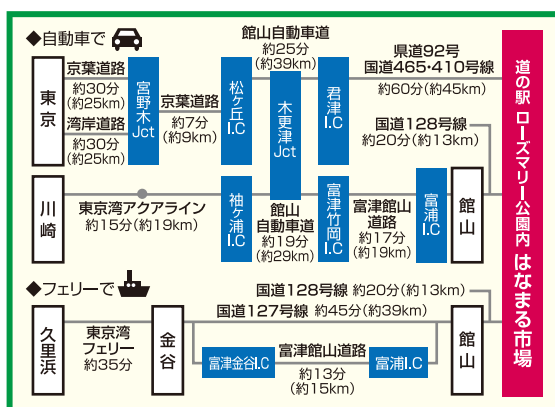 ◆自動車で
東京
京葉道路
約30分
(約25km)
湾岸道路
約30分
(約25km)
宮野木Jct
京葉道路
約7分
(約9km)
松ヶ丘I.C
館山自動車道
約25分
(約39km)
木更津Jct
君津I.C
県道92号
国道465・410号線
約60分(約45km)
国道128号線
約20分(約13km)
川崎
東京湾アクアライン
約15分(約19km)
袖ヶ浦I.C
館山
自動車道
約19分
(約29km)
富津竹岡I.C
富津館山
道路
約17分
(約19km)
富浦I.C
館山
道の駅 ローズマリー公園内 はなまる市場
◆フェリーで
久里浜
東京湾
フェリー
約35分
金谷
国道128号線 約20分(約13km)
国道127号線 約45分(約39km)
富津金谷I.C
富津館山道路
約13分
(約15km)
富浦I.C
館山